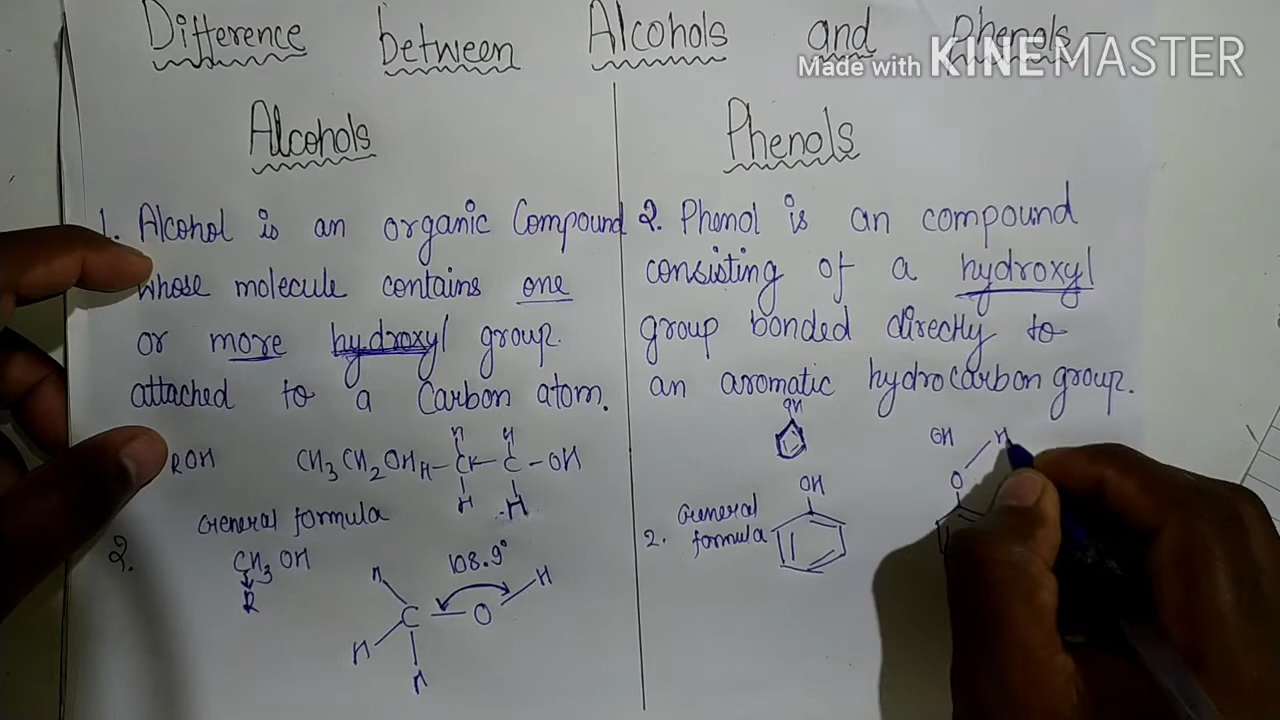 Difference between Alcohols and Phenols-
Made with KINEMASTER
Alcohols
1. Alcohol is an organic Compound
whose molecule contains one
or more hydroxyl group.
attached to a Carbon atom.
ROH CH3CH2OH H-C-C-OH
H H
H H
General formula
2. CH3OH
R
108.9°
H C O H
H H
Phenols
2. Phenol is an compound
consisting of a hydroxyl
group bonded directly to
an aromatic hydrocarbon group.
OH
OH H
O
2. General
formula
OH